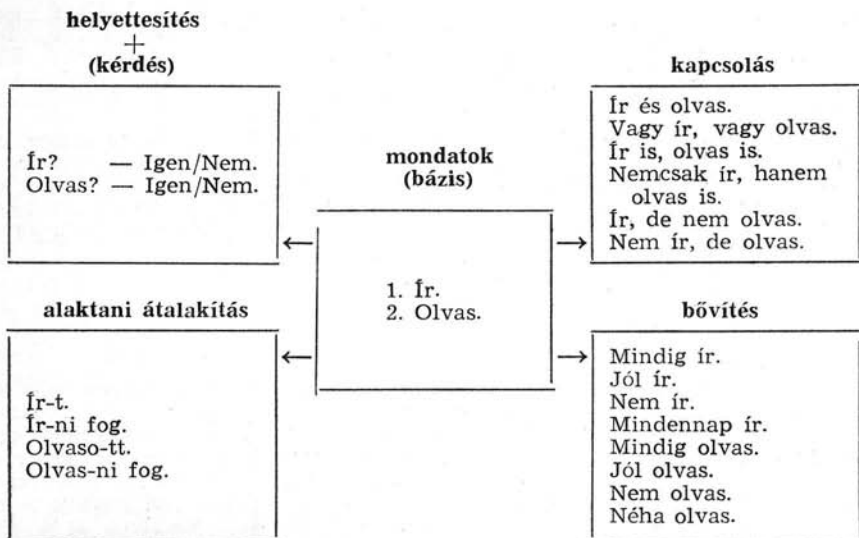 helyettesítés
+
(kérdés)
Ír? — Igen/Nem.
Olvas? — Igen/Nem.
mondatok
(bázis)
1. Ír.
2. Olvas.
kapcsolás
Ír és olvas.
Vagy ír, vagy olvas.
Ír is, olvas is.
Nemcsak ír, hanem
olvas is.
Ír, de nem olvas.
Nem ír, de olvas.
alaktani átalakítás
Ír-t.
Ír-ni fog.
Olvaso-tt.
Olvas-ni fog.
bővítés
Mindig ír.
Jól ír.
Nem ír.
Mindennap ír.
Mindig olvas.
Jól olvas.
Nem olvas.
Néha olvas.